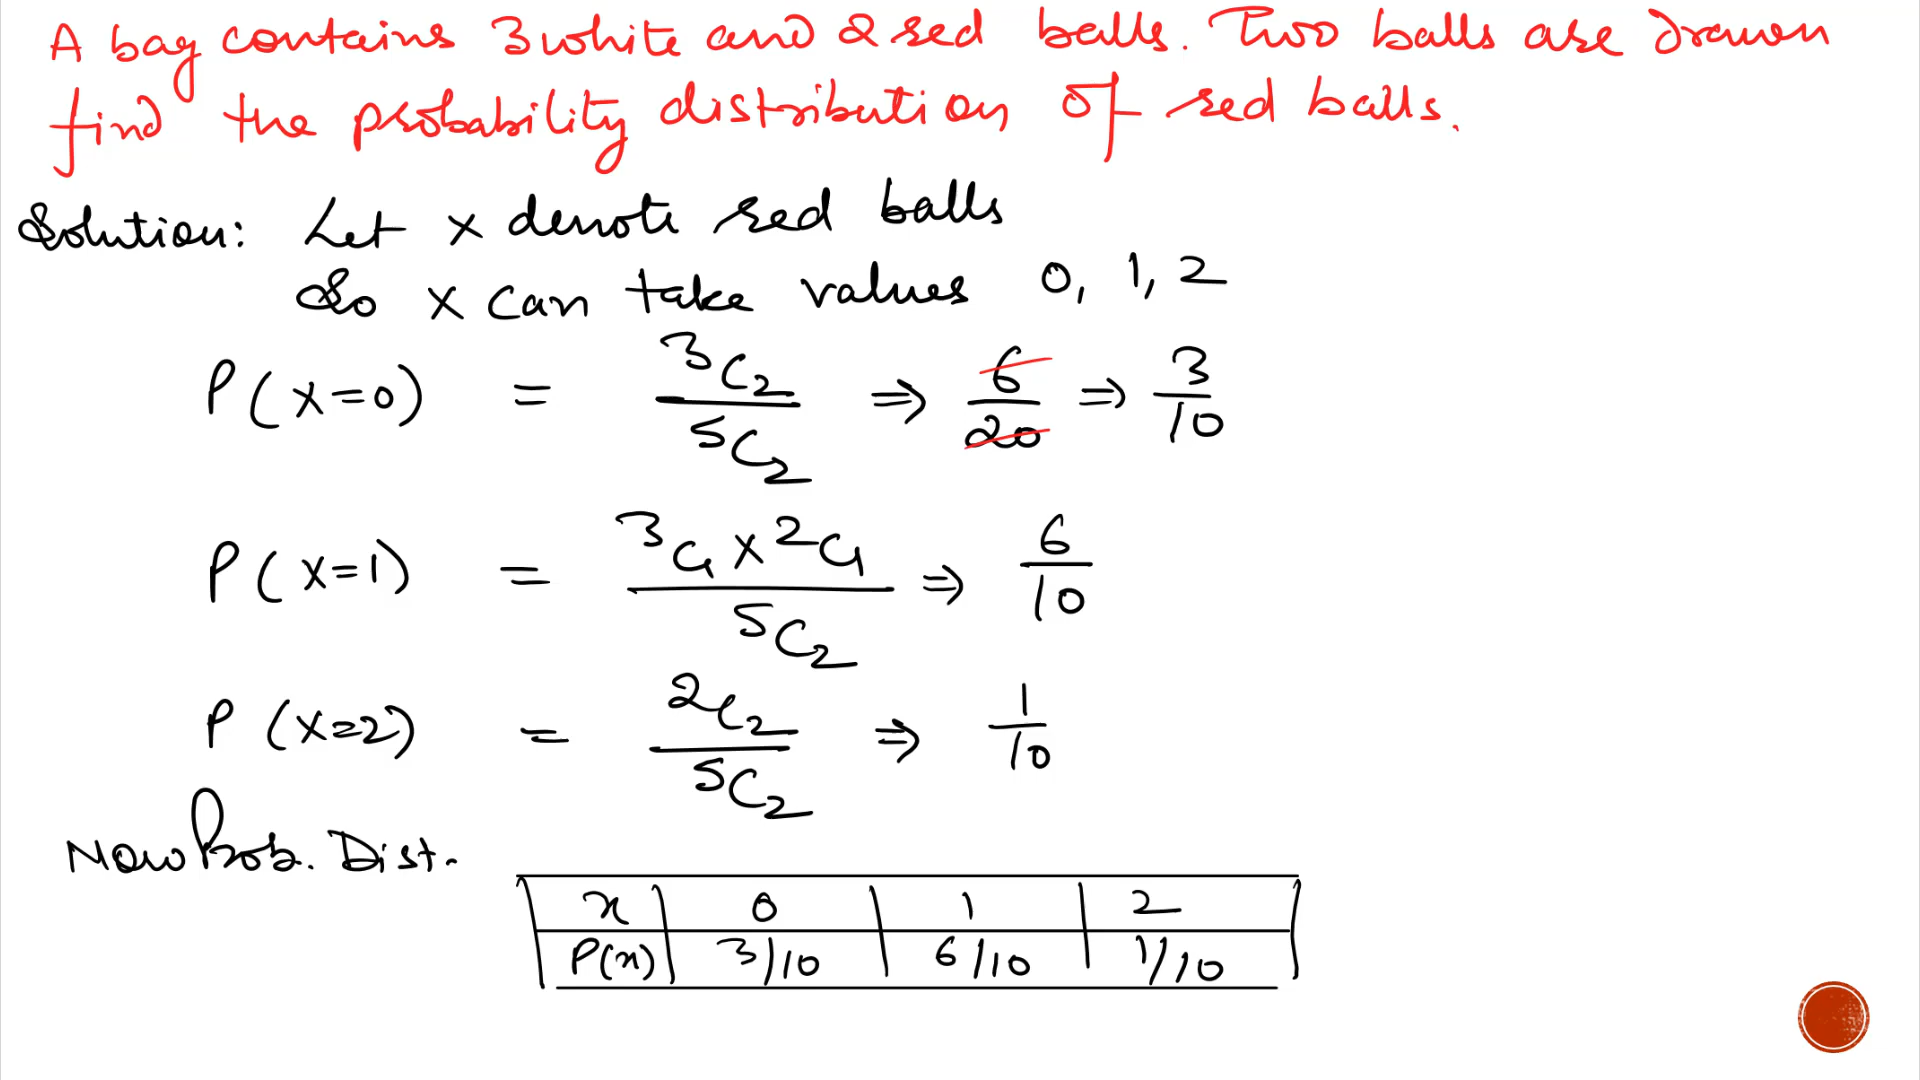 A bag contains 3 white and 2 red balls. Two balls are drawn
find the probability distribution of red balls.
Solution: Let x denote red balls
So x can take values 0, 1, 2
P(x=0) = 3C2/5C2 ⇒ 6/20 ⇒ 3/10
P(x=1) = 3C1 x 2C1/5C2 ⇒ 6/10
P(x=2) = 2C2/5C2 ⇒ 1/10
Now Prob. Dist.
x 0 1 2
P(x) 3/10 6/10 1/10